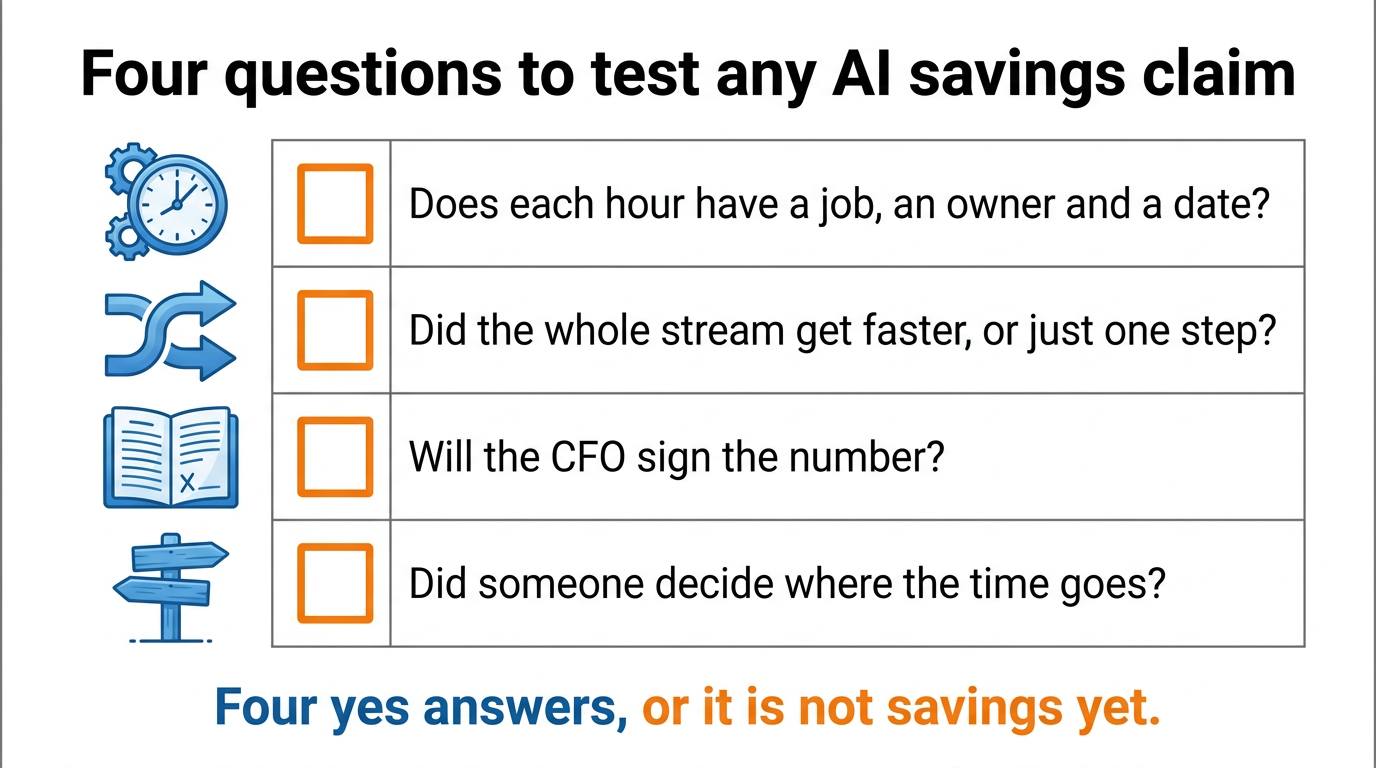 Four questions to test any AI savings claim
Does each hour have a job, an owner and a date?
Did the whole stream get faster, or just one step?
Will the CFO sign the number?
Did someone decide where the time goes?
Four yes answers, or it is not savings yet.